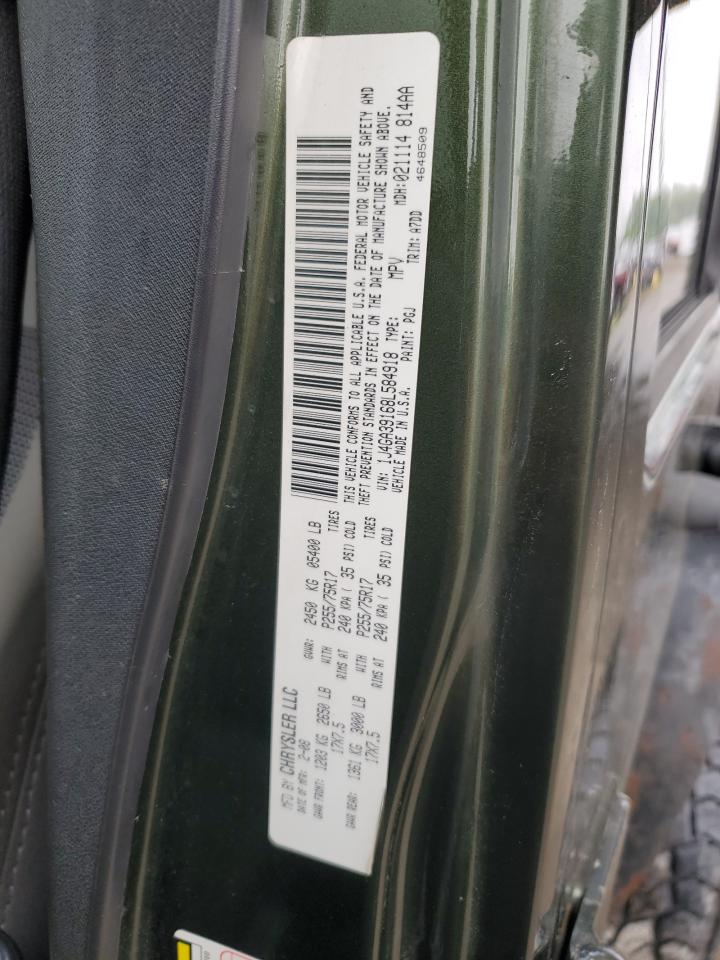 MFD BY CHRYSLER LLC
DATE OF MFR: 2-08 GVWR: 2450 KG 05400 LB
GAWR FRONT: 1203 KG 2650 LB WITH P255/75R17 TIRES
17X7.5 RIMS AT 240 KPA ( 35 PSI) COLD
GAWR REAR: 1361 KG 3000 LB WITH P255/75R17 TIRES
17X7.5 RIMS AT 240 KPA ( 35 PSI) COLD
THIS VEHICLE CONFORMS TO ALL APPLICABLE U.S.A. FEDERAL MOTOR VEHICLE SAFETY AND
THEFT PREVENTION STANDARDS IN EFFECT ON THE DATE OF MANUFACTURE SHOWN ABOVE.
VIN: 1J4GA39168L584918 TYPE: MPV MDH:021114 814AA
VEHICLE MADE IN U.S.A. PAINT: PGJ TRIM: A7DD 4648509